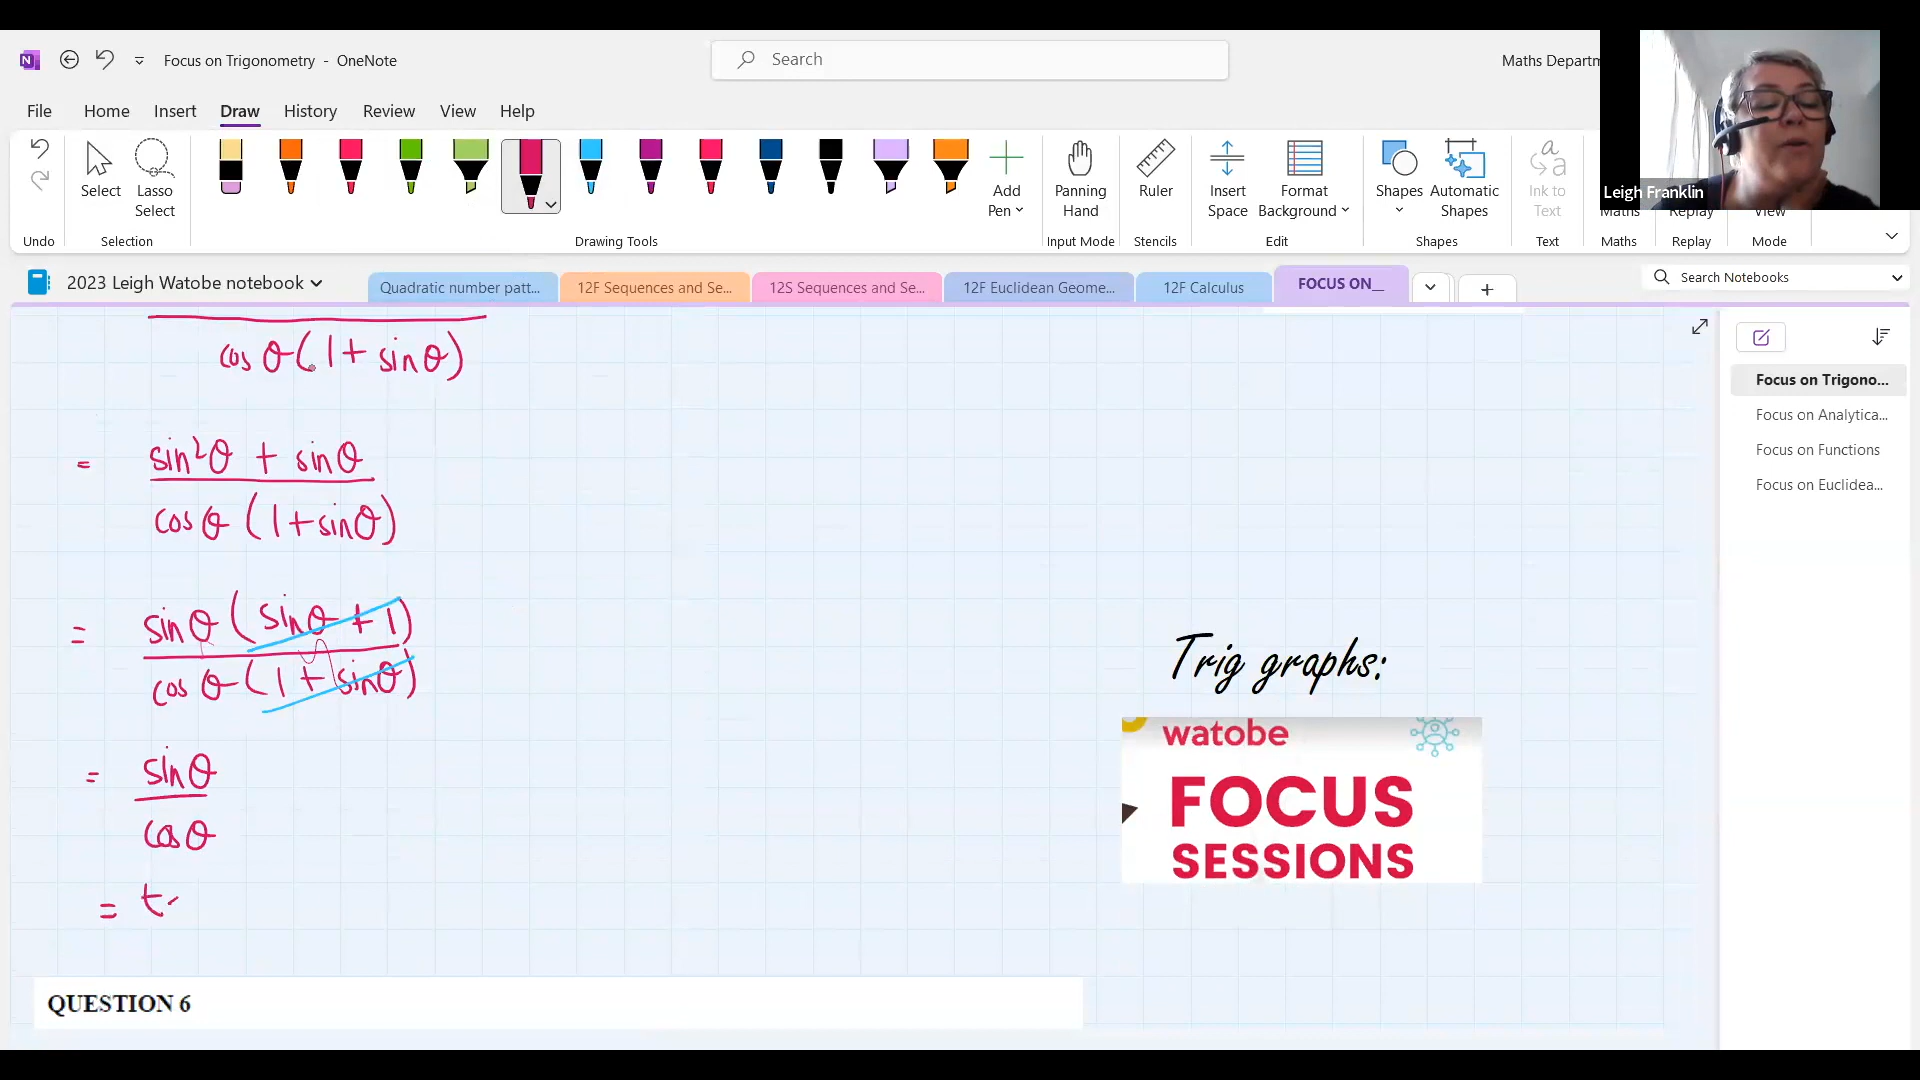 Focus on Trigonometry - OneNote
Search
Maths Departm
File Home Insert Draw History Review View Help
Undo
Select
Lasso Select
Selection
Drawing Tools
Add Pen
Panning Hand
Input Mode
Ruler
Stencils
Insert Space
Format Background
Edit
Shapes
Automatic Shapes
Shapes
Ink to Text
Text
Maths
Maths
Replay
Replay
View
Mode
Leigh Franklin
2023 Leigh Watobe notebook
Quadratic number patt...
12F Sequences and Se...
12S Sequences and Se...
12F Euclidean Geome...
12F Calculus
FOCUS ON__
+
Search Notebooks
Focus on Trigono...
Focus on Analytica...
Focus on Functions
Focus on Euclidea...
cos θ(1 + sin θ)
= sin²θ + sin θ
cos θ (1 + sin θ)
= sin θ (sin θ + 1)
cos θ (1 + sin θ)
= sin θ
cos θ
= t
Trig graphs:
watobe
FOCUS
SESSIONS
QUESTION 6